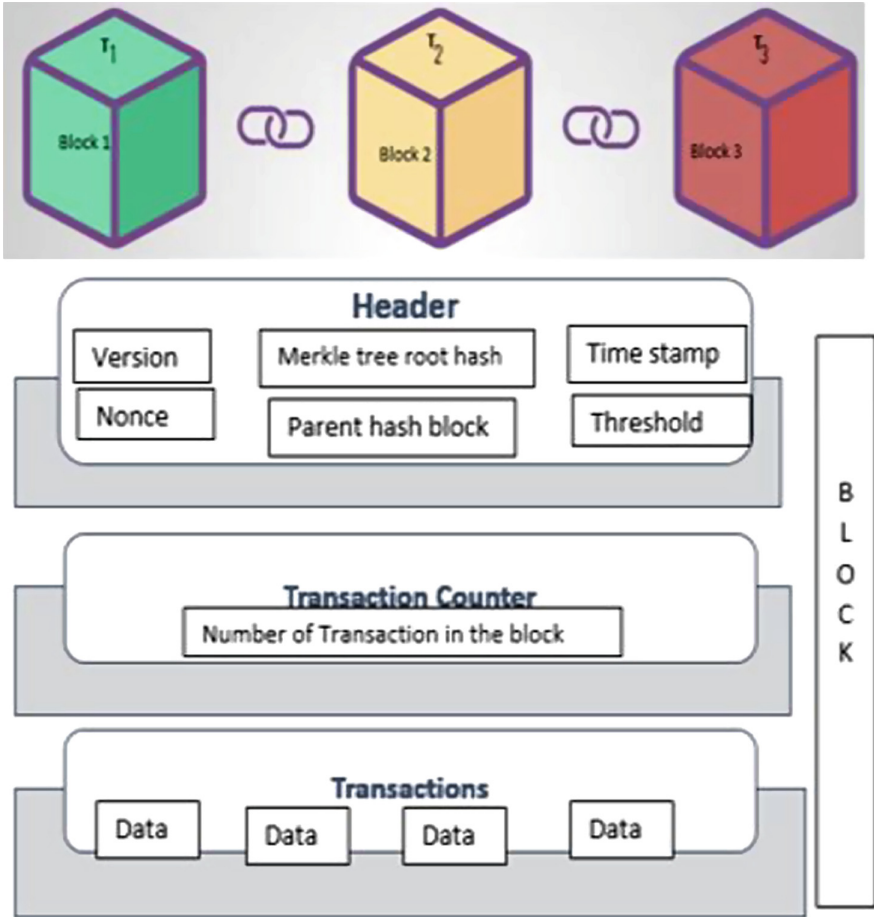 T1
T2
T3
Block 1
Block 2
Block 3
Header
Version
Merkle tree root hash
Time stamp
Nonce
Parent hash block
Threshold
Transaction Counter
Number of Transaction in the block
Transactions
Data
Data
Data
Data
B
L
O
C
K